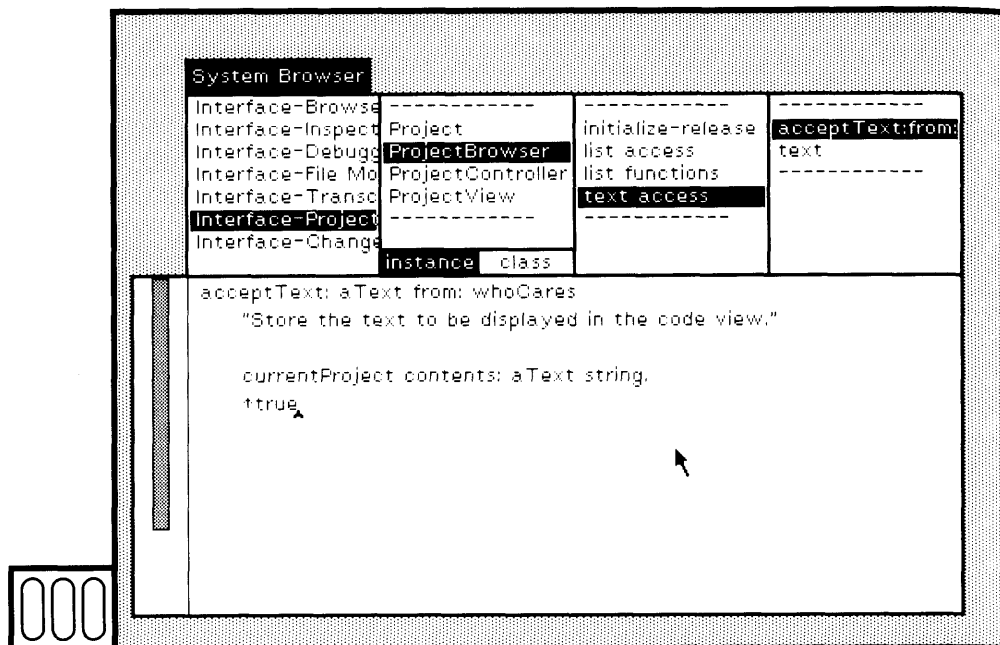 System Browser
Interface-Browse
Interface-Inspect
Interface-Debugg
Interface-File Mo
Interface-Transc
Interface-Project
Interface-Change
------------
Project
ProjectBrowser
ProjectController
ProjectView
------------
instance class
------------
initialize-release
list access
list functions
text access
------------
------------
acceptText:from:
text
------------
acceptText: aText from: whoCares
"Store the text to be displayed in the code view."
currentProject contents: aText string.
↑true